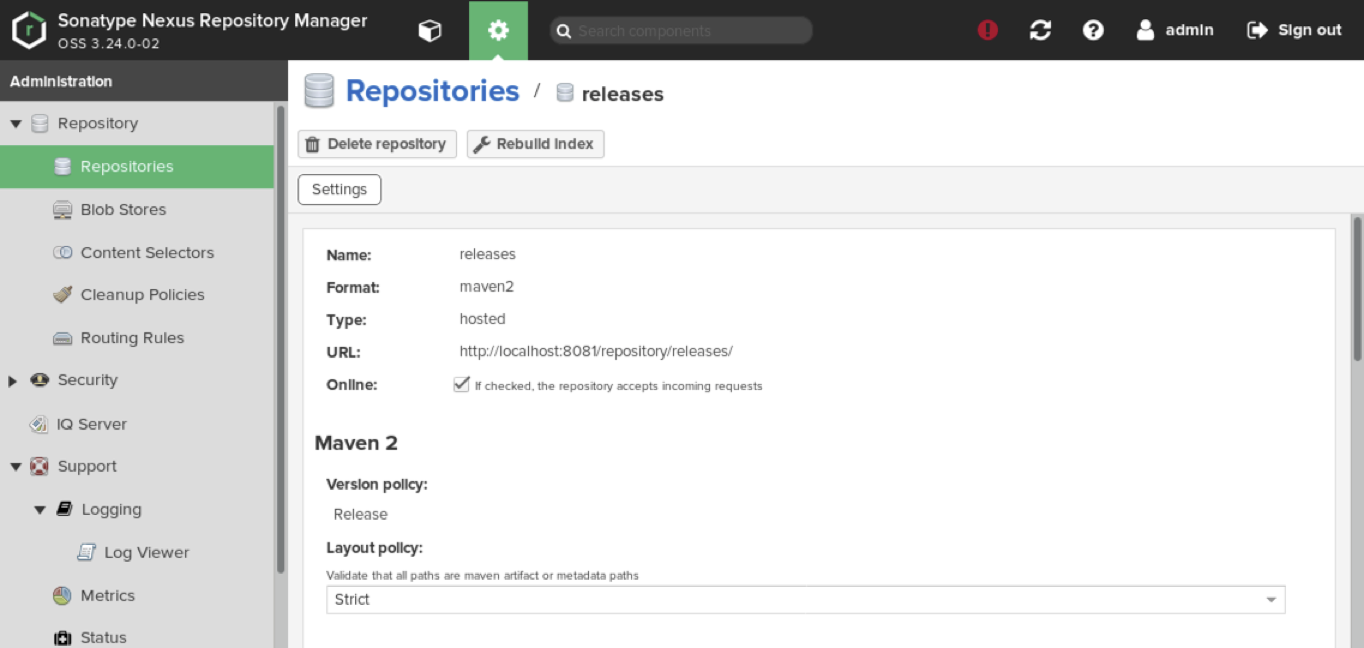 Sonatype Nexus Repository Manager
OSS 3.24.0-02
Search components
admin
Sign out
Administration
Repository
Repositories
Blob Stores
Content Selectors
Cleanup Policies
Routing Rules
Security
IQ Server
Support
Logging
Log Viewer
Metrics
Status
Repositories / releases
Delete repository
Rebuild index
Settings
Name: releases
Format: maven2
Type: hosted
URL: http://localhost:8081/repository/releases/
Online: If checked, the repository accepts incoming requests
Maven 2
Version policy:
Release
Layout policy:
Validate that all paths are maven artifact or metadata paths
Strict